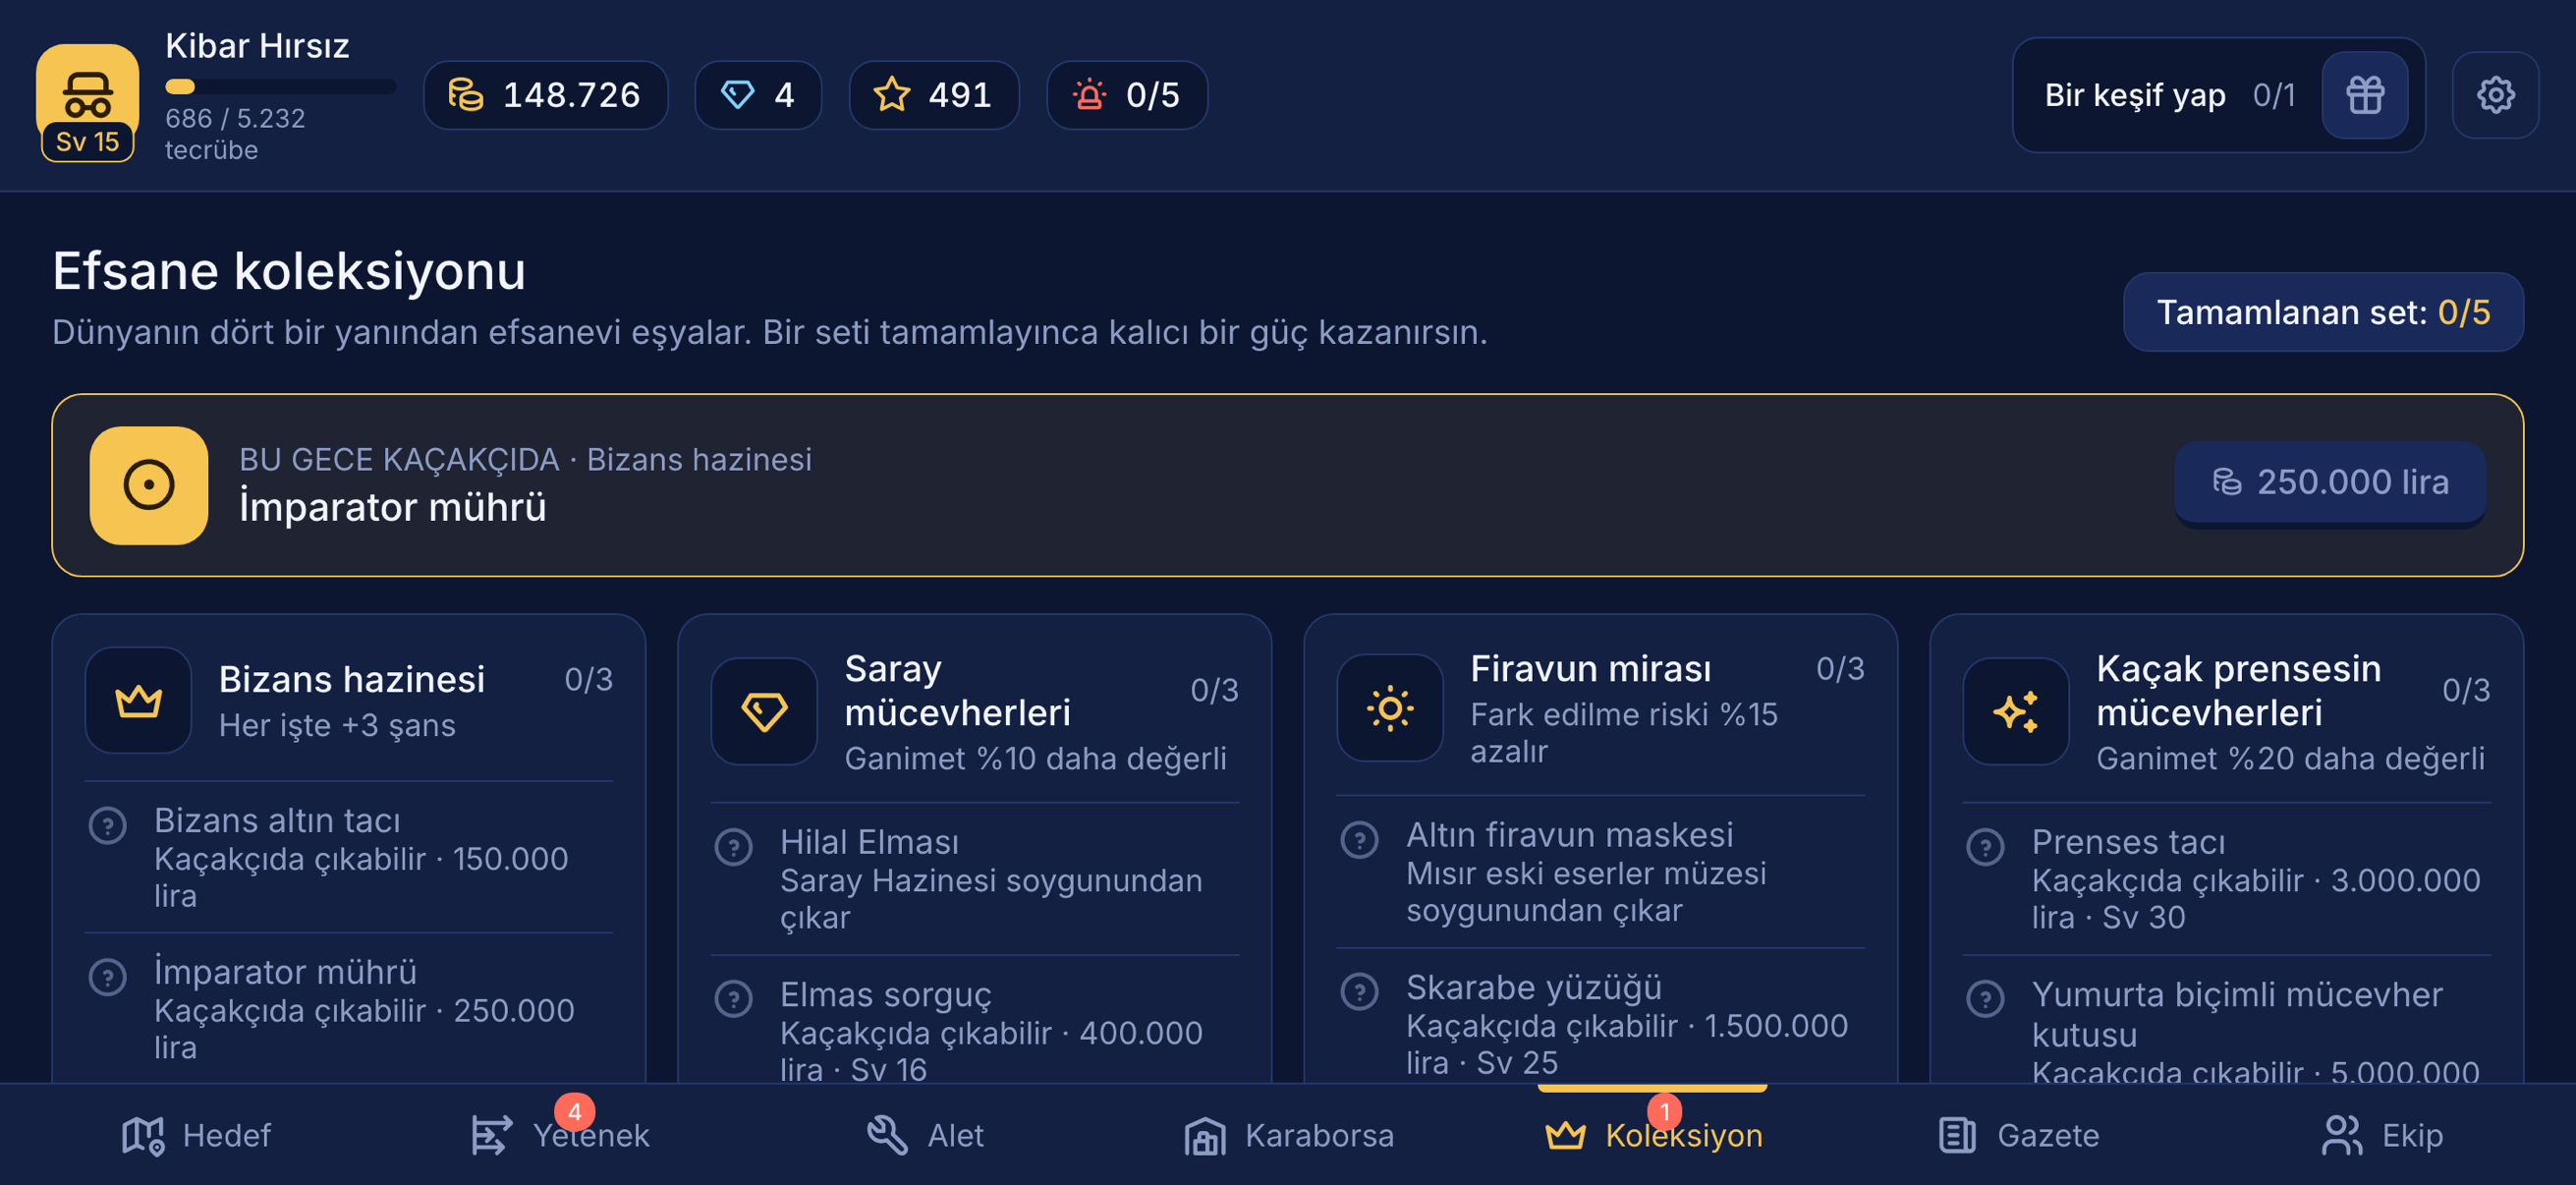 Kibar Hırsız
Sv 15
686 / 5.232
tecrübe
148.726
4
491
0/5
Bir keşif yap 0/1
Efsane koleksiyonu
Dünyanın dört bir yanından efsanevi eşyalar. Bir seti tamamlayınca kalıcı bir güç kazanırsın.
Tamamlanan set: 0/5
BU GECE KAÇAKÇIDA · Bizans hazinesi
İmparator mührü
250.000 lira
Bizans hazinesi 0/3
Her işte +3 şans
Bizans altın tacı
Kaçakçıda çıkabilir · 150.000
lira
İmparator mührü
Kaçakçıda çıkabilir · 250.000
lira
Saray
mücevherleri
0/3
Ganimet %10 daha değerli
Hilal Elması
Saray Hazinesi soygunundan
çıkar
Elmas sorguç
Kaçakçıda çıkabilir · 400.000
lira · Sv 16
Firavun mirası 0/3
Fark edilme riski %15
azalır
Altın firavun maskesi
Mısır eski eserler müzesi
soygunundan çıkar
Skarabe yüzüğü
Kaçakçıda çıkabilir · 1.500.000
lira · Sv 25
Kaçak prensesin
mücevherleri
0/3
Ganimet %20 daha değerli
Prenses tacı
Kaçakçıda çıkabilir · 3.000.000
lira · Sv 30
Yumurta biçimli mücevher
kutusu
Kaçakçıda çıkabilir · 5.000.000
Hedef
4
Yetenek
Alet
Karaborsa
1
Koleksiyon
Gazete
Ekip